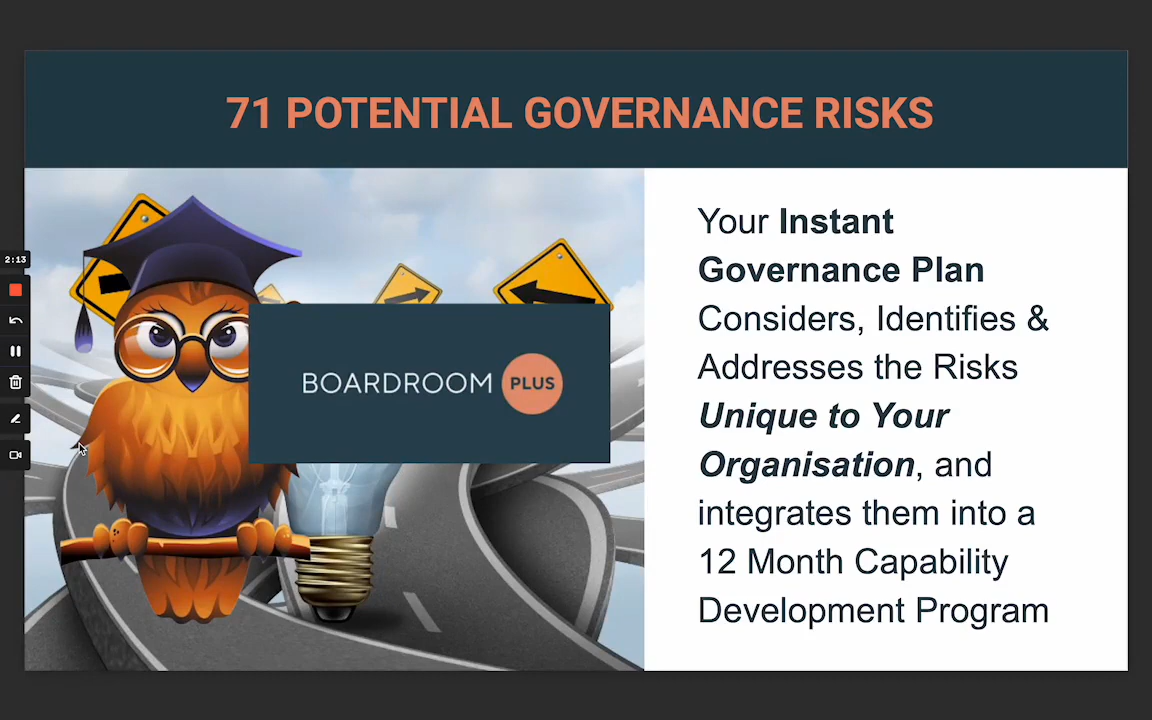 71 POTENTIAL GOVERNANCE RISKS
2:13
BOARDROOM PLUS
Your Instant
Governance Plan
Considers, Identifies &
Addresses the Risks
Unique to Your
Organisation, and
integrates them into a
12 Month Capability
Development Program